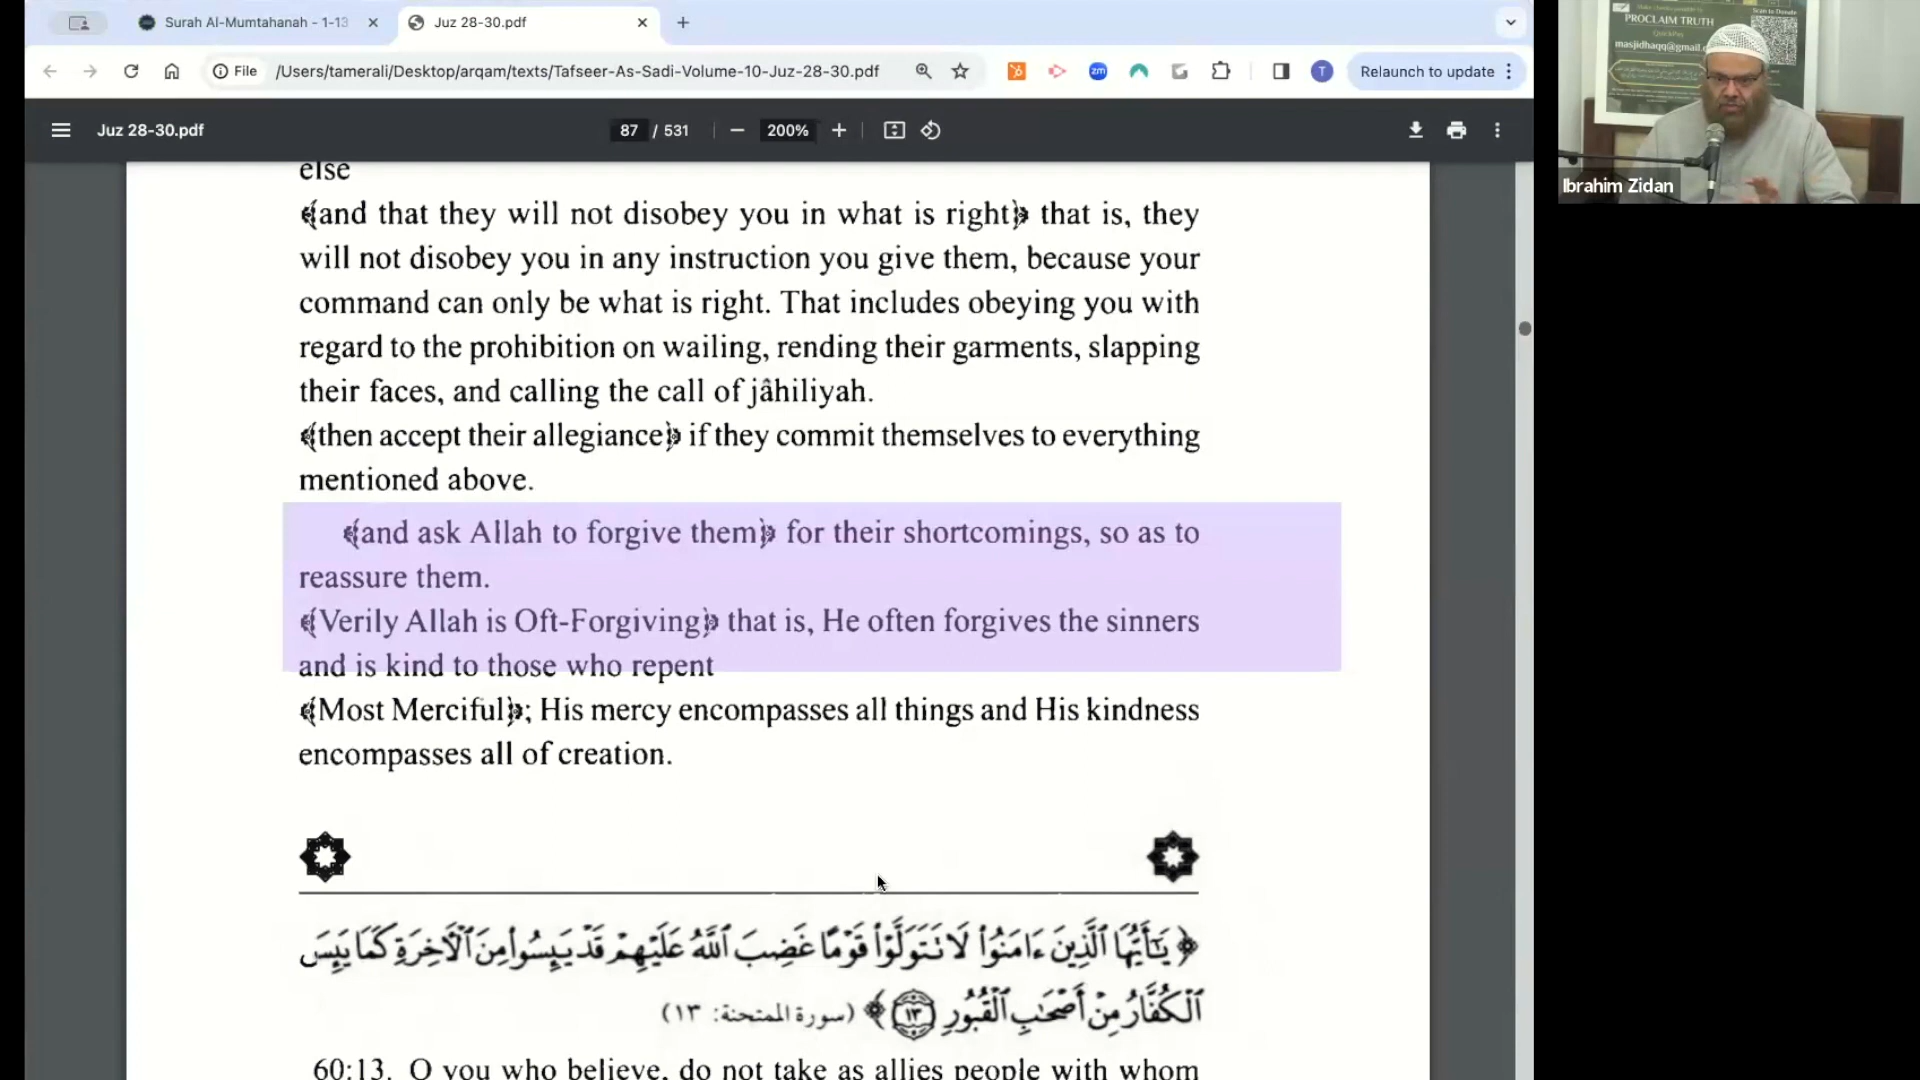 Surah Al-Mumtahanah - 1-13
Juz 28-30.pdf
File
/Users/tamerali/Desktop/arqam/texts/Tafseer-As-Sadi-Volume-10-Juz-28-30.pdf
zm
T
Relaunch to update
Juz 28-30.pdf
87 / 531
200%
PROCLAIM TRUTH
QuickPay
Scan to Donate
Ibrahim Zidan
else
﴾and that they will not disobey you in what is right﴿ that is, they
will not disobey you in any instruction you give them, because your
command can only be what is right. That includes obeying you with
regard to the prohibition on wailing, rending their garments, slapping
their faces, and calling the call of jâhiliyah.
﴾then accept their allegiance﴿ if they commit themselves to everything
mentioned above.
﴾and ask Allah to forgive them﴿ for their shortcomings, so as to
reassure them.
﴾Verily Allah is Oft-Forgiving﴿ that is, He often forgives the sinners
and is kind to those who repent
﴾Most Merciful﴿; His mercy encompasses all things and His kindness
encompasses all of creation.
﴿ يَٰٓأَيُّهَا ٱلَّذِينَ ءَامَنُوا۟ لَا تَتَوَلَّوْا۟ قَوْمًا غَضِبَ ٱللَّهُ عَلَيْهِمْ قَدْ يَئِسُوا۟ مِنَ ٱلْءَاخِرَةِ كَمَا يَئِسَ
ٱلْكُفَّارُ مِنْ أَصْحَٰبِ ٱلْقُبُورِ ١٣ ﴾ (سورة الممتحنة: ١٣)
60:13. O you who believe, do not take as allies people with whom